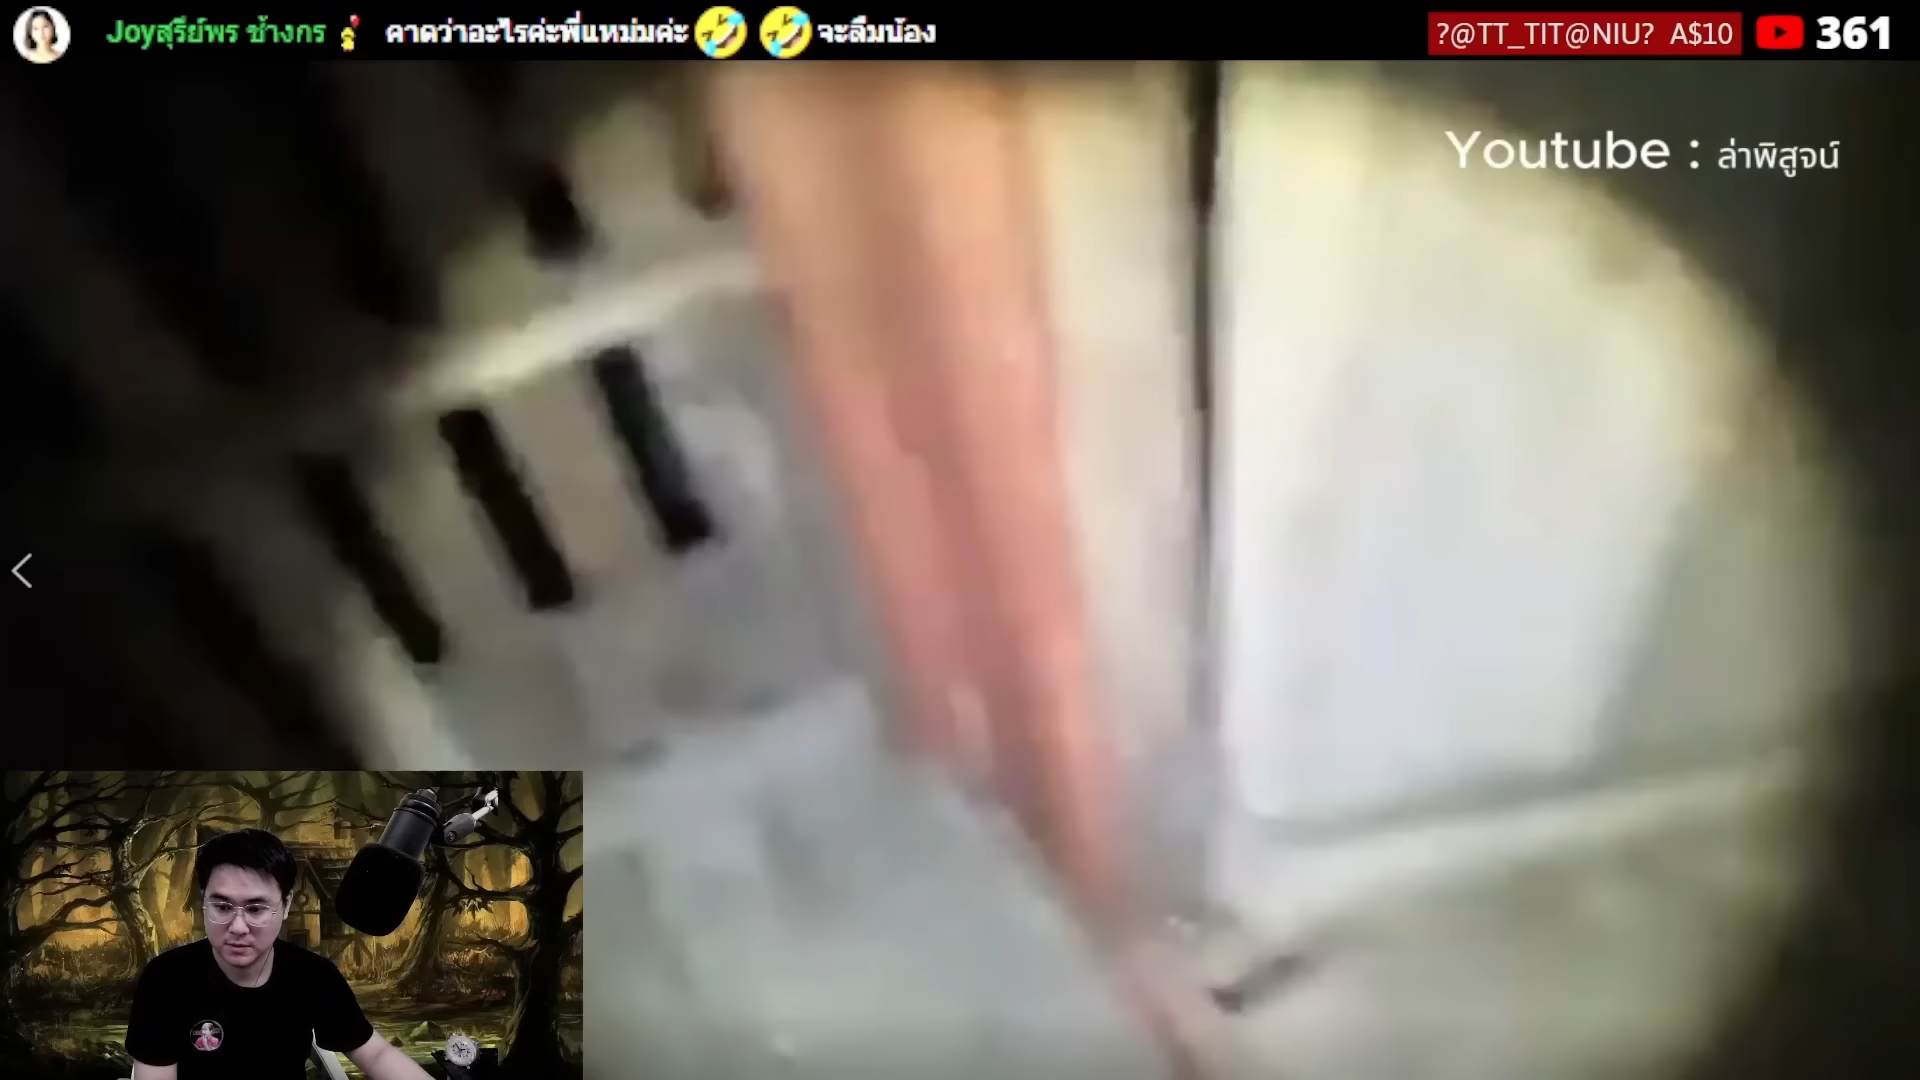 Joyสุรีย์พร ช้างกร คาดว่าอะไรค่ะพี่แหม่มค่ะ 🤣 🤣 จะลืมน้อง
?@TT_TIT@NIU? A$10 361
Youtube : ล่าพิสูจน์